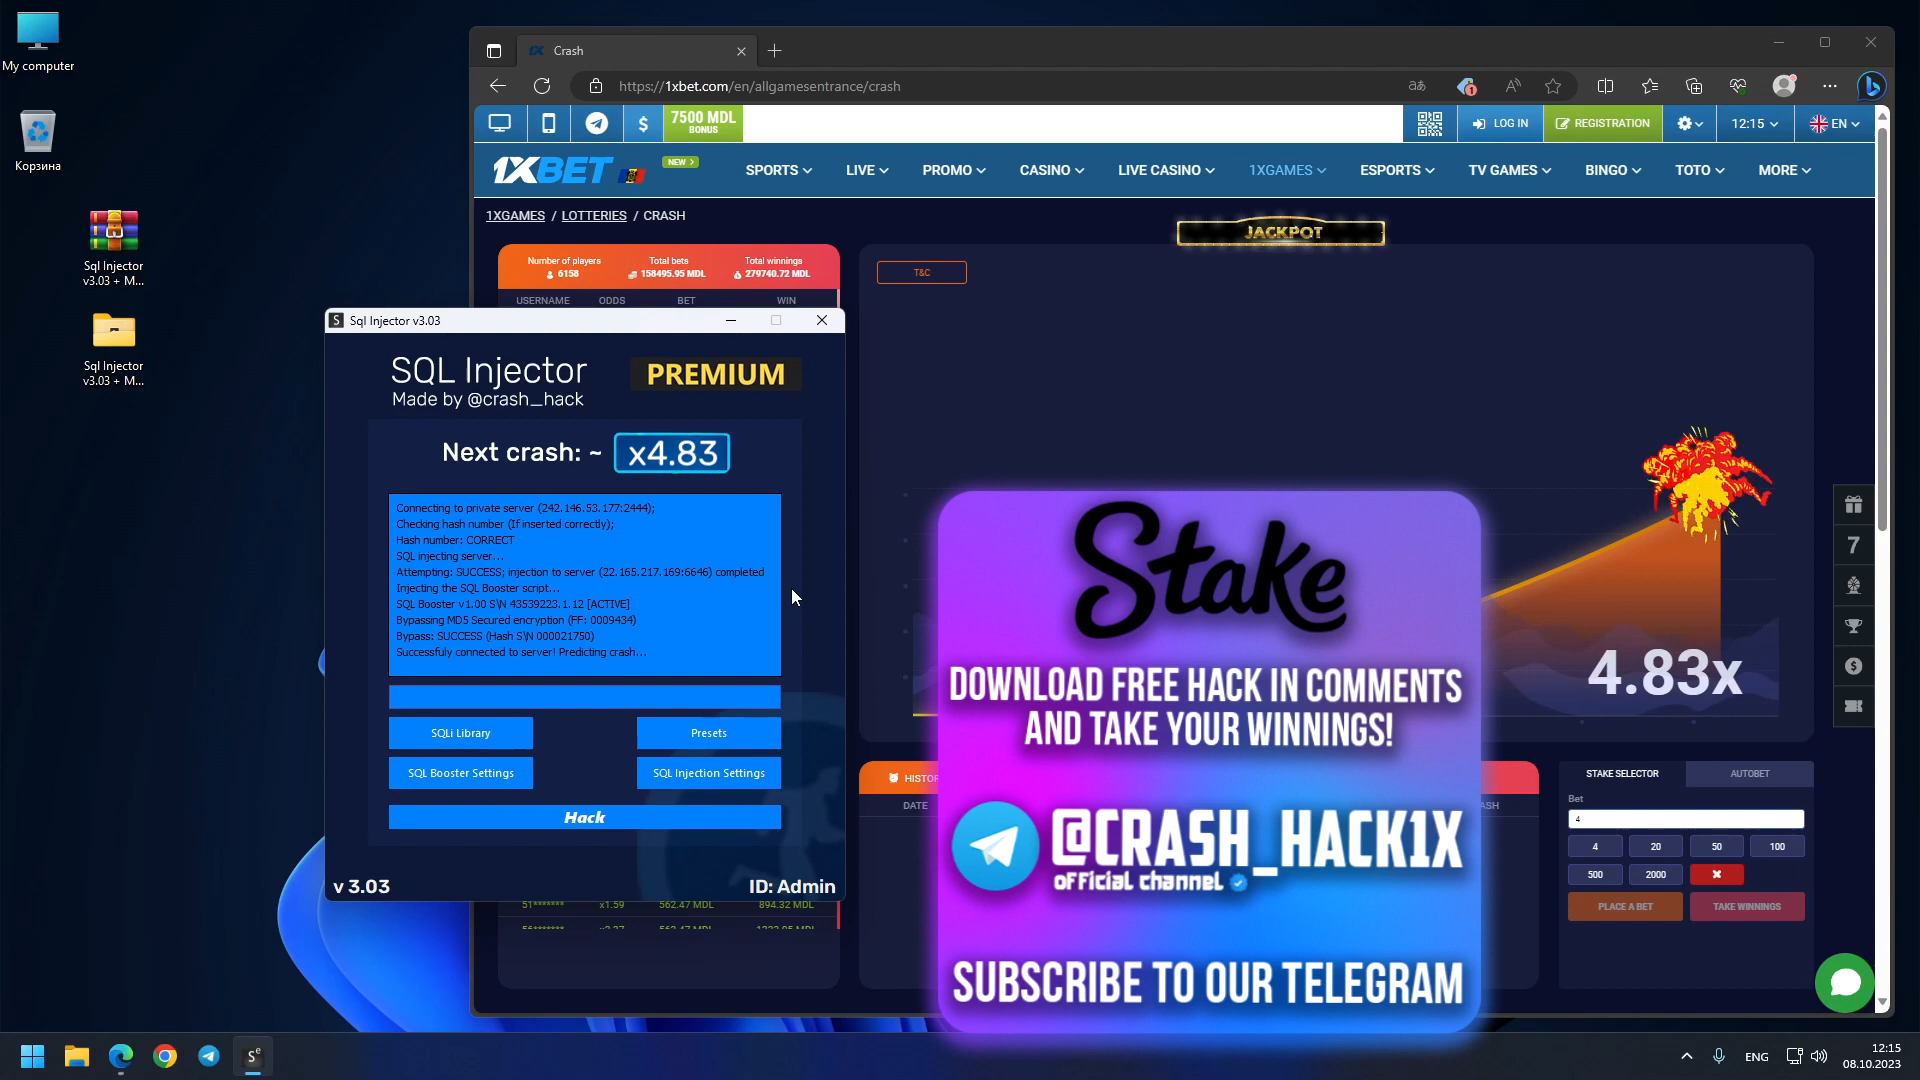 My computer
Корзина
Sql Injector
v3.03 + M...
Sql Injector
v3.03 + M...
Crash
https://1xbet.com/en/allgamesentrance/crash
7500 MDL
BONUS
LOG IN
REGISTRATION
12:15
EN
1XBET
NEW >
SPORTS
LIVE
PROMO
CASINO
LIVE CASINO
1XGAMES
ESPORTS
TV GAMES
BINGO
TOTO
MORE
1XGAMES / LOTTERIES / CRASH
JACKPOT
Number of players
6158
Total bets
158495.95 MDL
Total winnings
279740.72 MDL
USERNAME ODDS BET WIN
T&C
Sql Injector v3.03
SQL Injector
PREMIUM
Made by @crash_hack
Next crash: ~ x4.83
Connecting to private server (242.146.53.177:2444);
Checking hash number (If inserted correctly);
Hash number: CORRECT
SQL injecting server...
Attempting: SUCCESS; injection to server (22.165.217.169:6646) completed
Injecting the SQL Booster script...
SQL Booster v1.00 S\N 43539223.1.12 [ACTIVE]
Bypassing MD5 Secured encryption (FF: 0009434)
Bypass: SUCCESS (Hash S\N 000021750)
Successfuly connected to server! Predicting crash...
SQLi Library
Presets
SQL Booster Settings
SQL Injection Settings
Hack
v 3.03
ID: Admin
51******* x1.59 562.47 MDL 894.32 MDL
4.83x
Stake
DOWNLOAD FREE HACK IN COMMENTS
AND TAKE YOUR WINNINGS!
@CRASH_HACK1X
official channel
SUBSCRIBE TO OUR TELEGRAM
HISTOR
DATE
ASH
STAKE SELECTOR
AUTOBET
Bet
4
4 20 50 100
500 2000
PLACE A BET
TAKE WINNINGS
ENG
12:15
08.10.2023